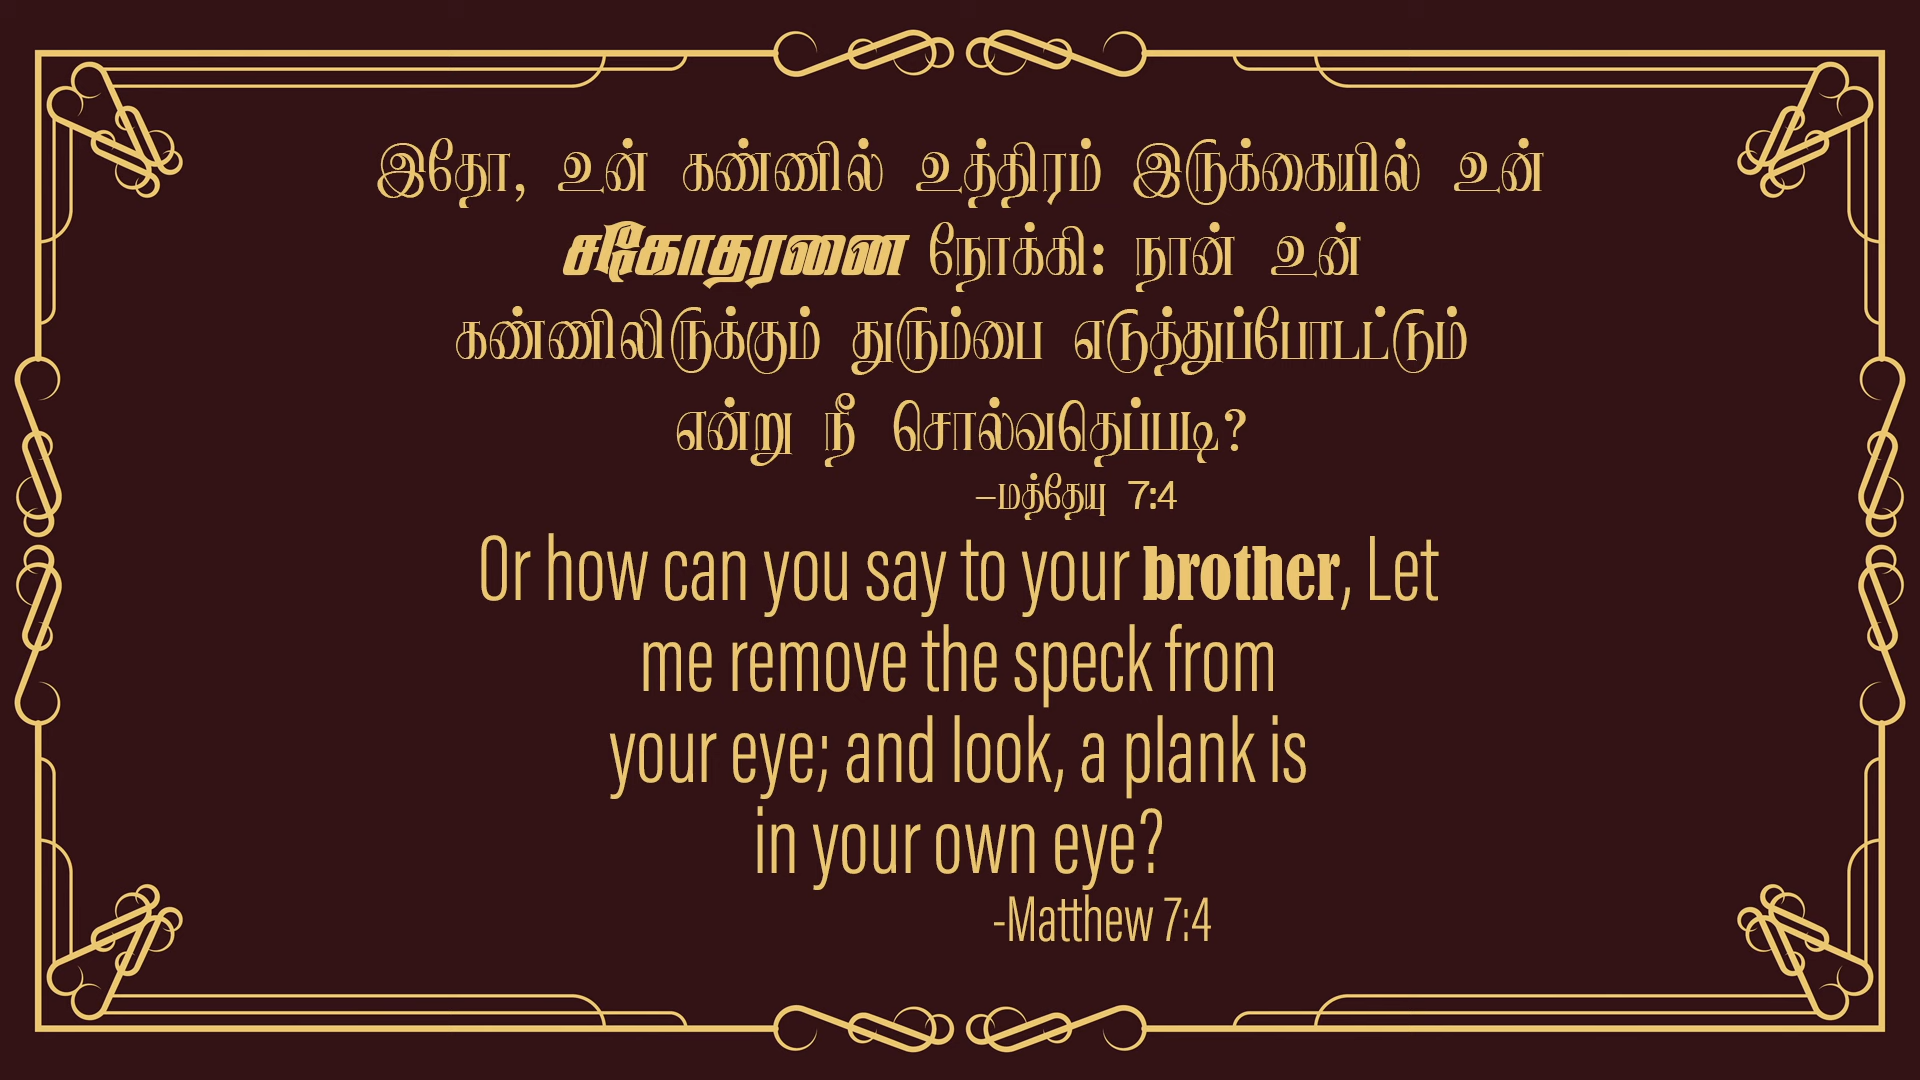 இதோ, உன் கண்ணில் உத்திரம் இருக்கையில் உன்
சகோதரனை நோக்கி: நான் உன்
கண்ணிலிருக்கும் துரும்பை எடுத்துப்போடட்டும்
என்று நீ சொல்வதெப்படி?
-மத்தேயு 7:4
Or how can you say to your brother, Let
me remove the speck from
your eye; and look, a plank is
in your own eye?
-Matthew 7:4